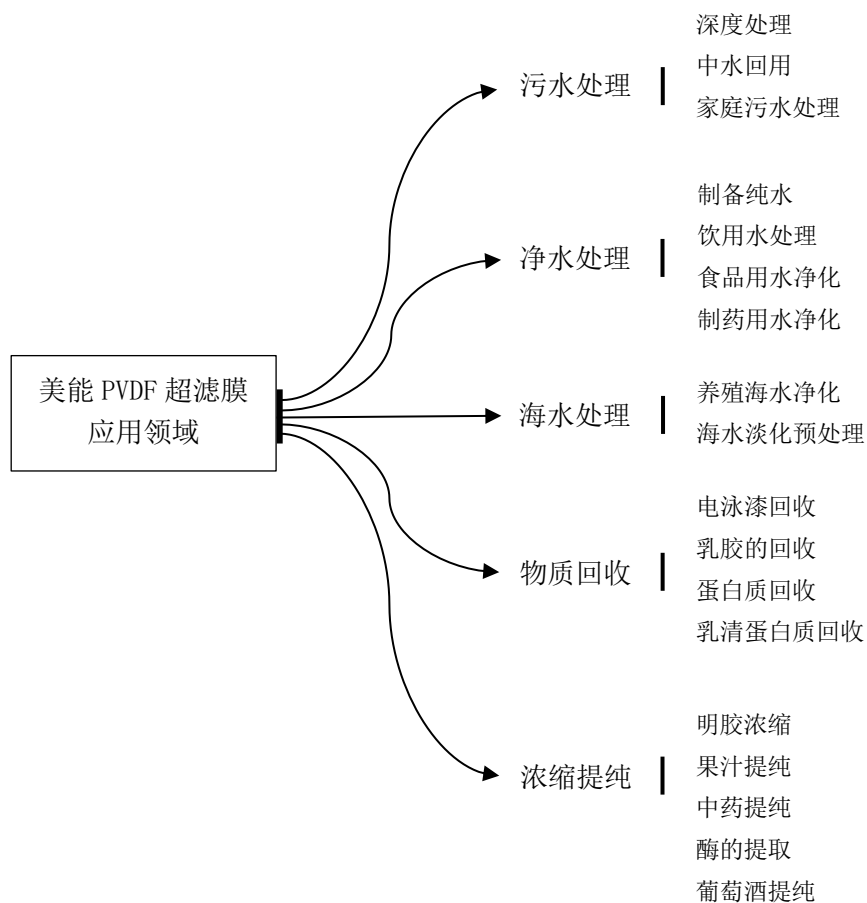 美能 PVDF 超滤膜
应用领域
污水处理
深度处理
中水回用
家庭污水处理
净水处理
制备纯水
饮用水处理
食品用水净化
制药用水净化
海水处理
养殖海水净化
海水淡化预处理
物质回收
电泳漆回收
乳胶的回收
蛋白质回收
乳清蛋白质回收
浓缩提纯
明胶浓缩
果汁提纯
中药提纯
酶的提取
葡萄酒提纯